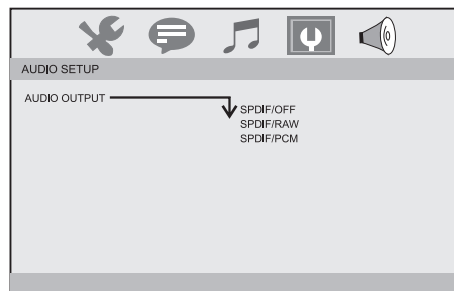 AUDIO SETUP
AUDIO OUTPUT
SPDIF/OFF
SPDIF/RAW
SPDIF/PCM